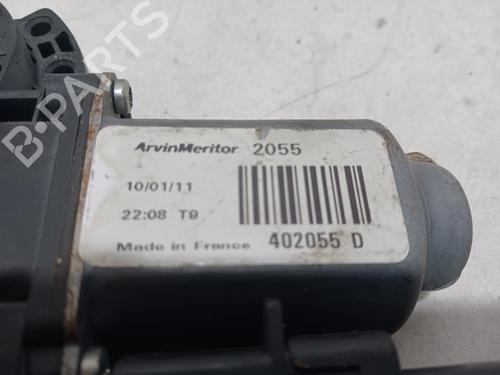 B-PARTS
ArvinMeritor 2055
10/01/11
22:08 T9
Made in France 402055 D